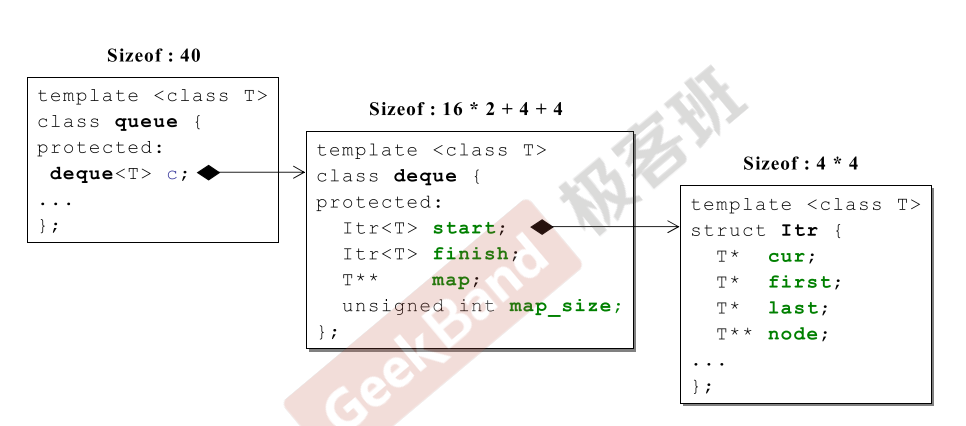 Sizeof : 40
template <class T>
class queue {
protected:
 deque<T> c;
...
};
Sizeof : 16 * 2 + 4 + 4
template <class T>
class deque {
protected:
  Itr<T> start;
  Itr<T> finish;
  T**    map;
  unsigned int map_size;
};
Sizeof : 4 * 4
template <class T>
struct Itr {
  T*  cur;
  T*  first;
  T*  last;
  T** node;
...
};
GeekBand 极客班